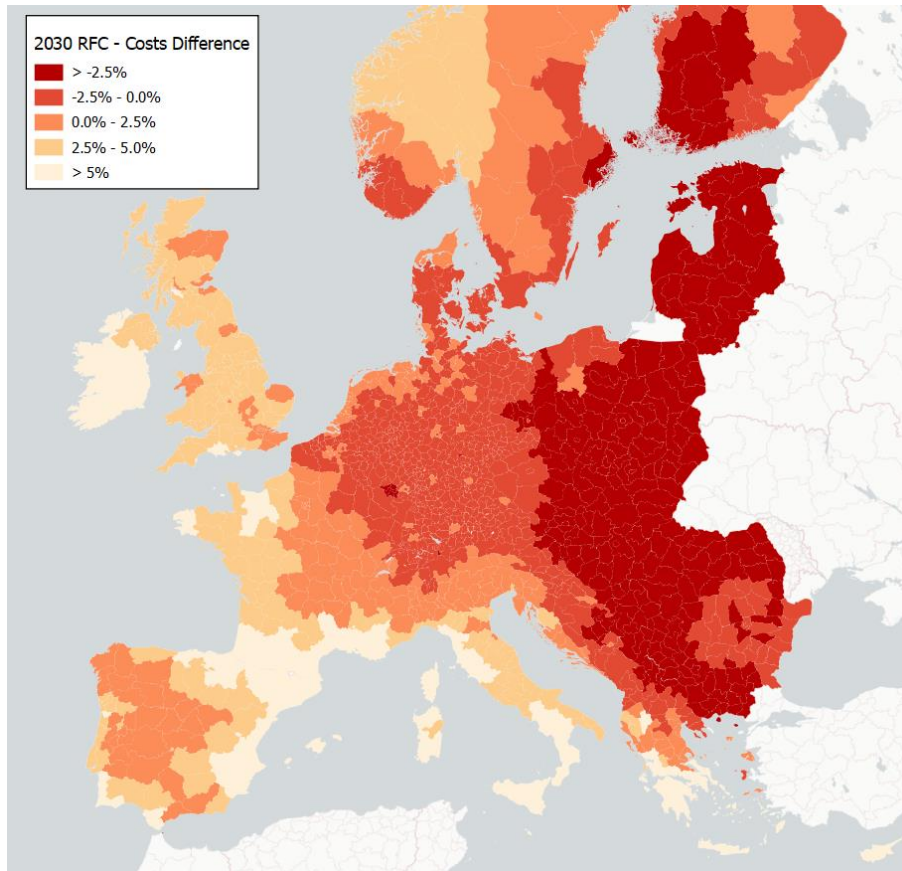 2030 RFC - Costs Difference
> -2.5%
-2.5% - 0.0%
0.0% - 2.5%
2.5% - 5.0%
> 5%